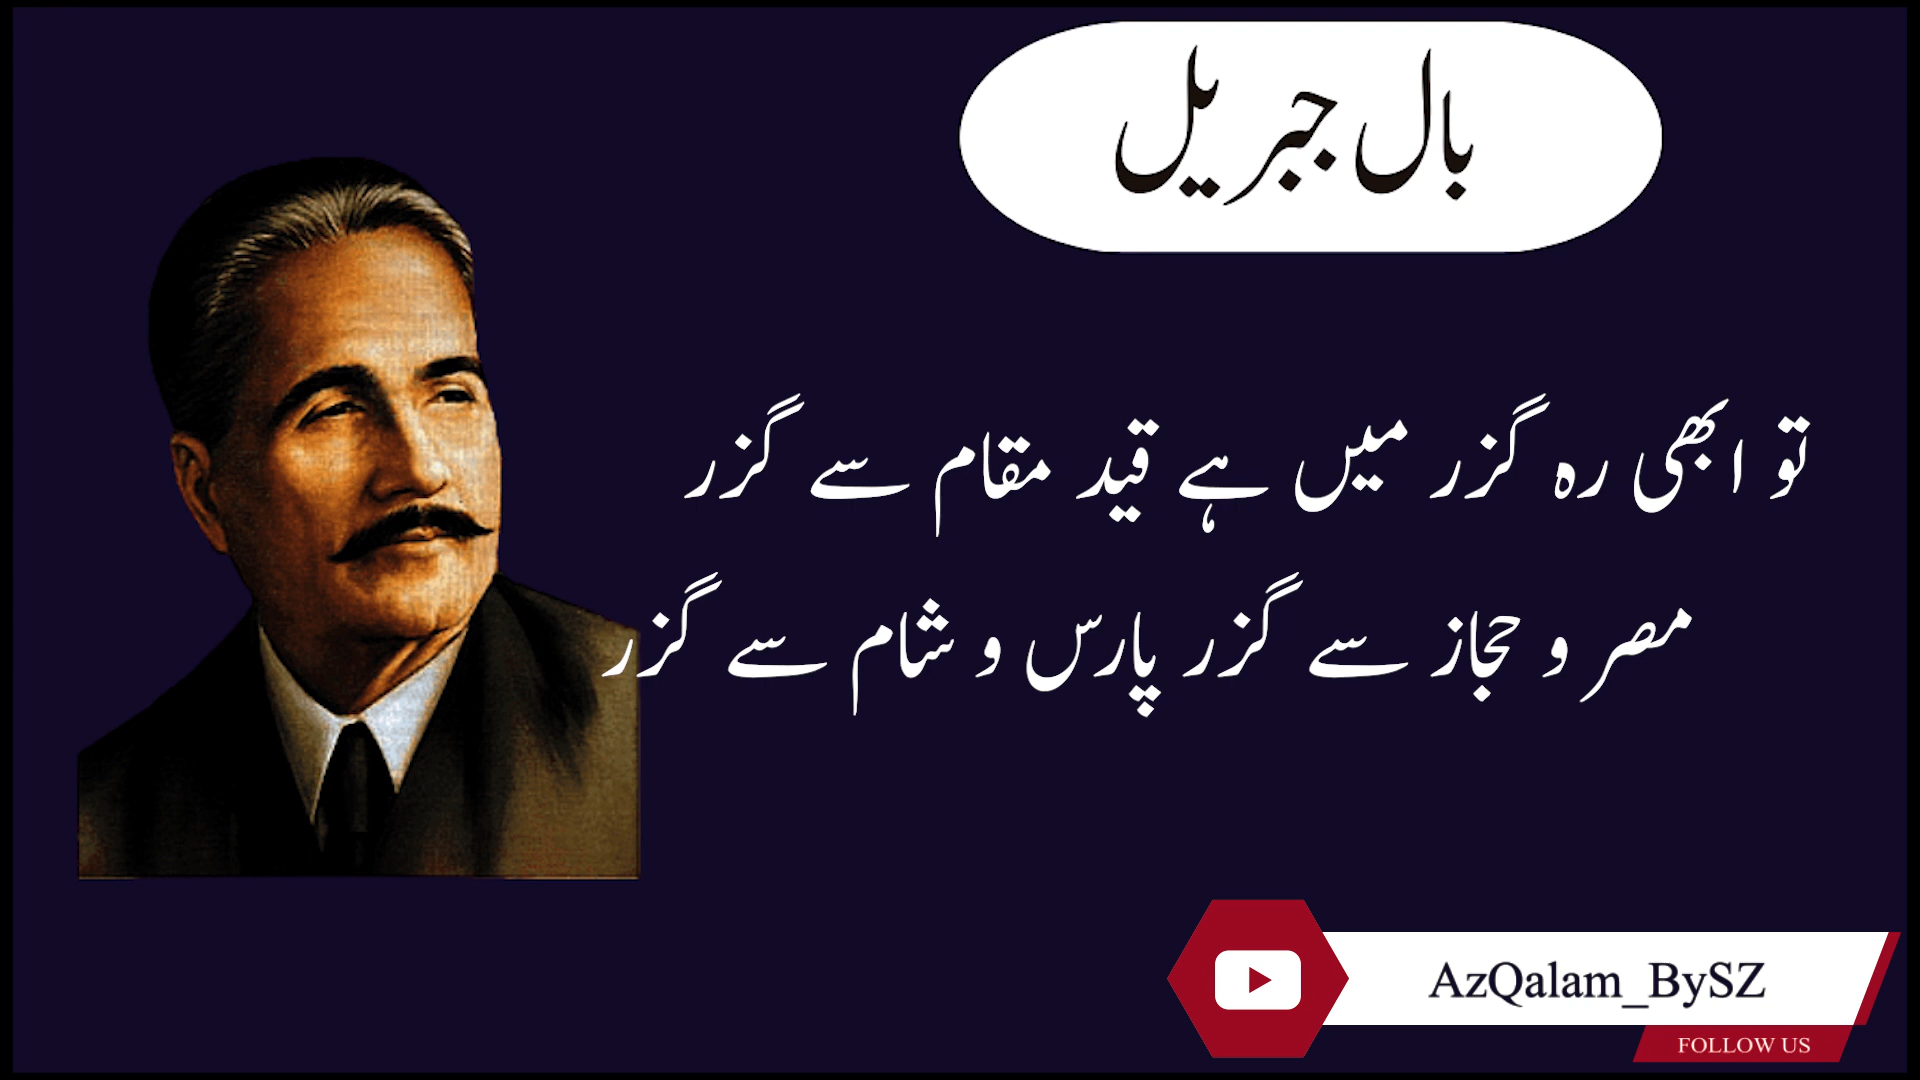 بال جبریل
تو ابھی رہ گزر میں ہے قید مقام سے گزر
مصر و حجاز سے گزر پارس و شام سے گزر
AzQalam_BySZ
FOLLOW US